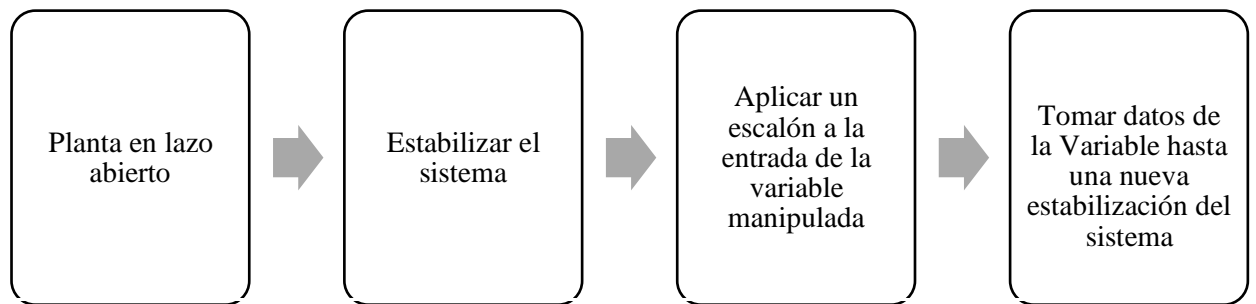 Planta en lazo
abierto
Estabilizar el
sistema
Aplicar un
escalón a la
entrada de la
variable
manipulada
Tomar datos de
la Variable hasta
una nueva
estabilización del
sistema